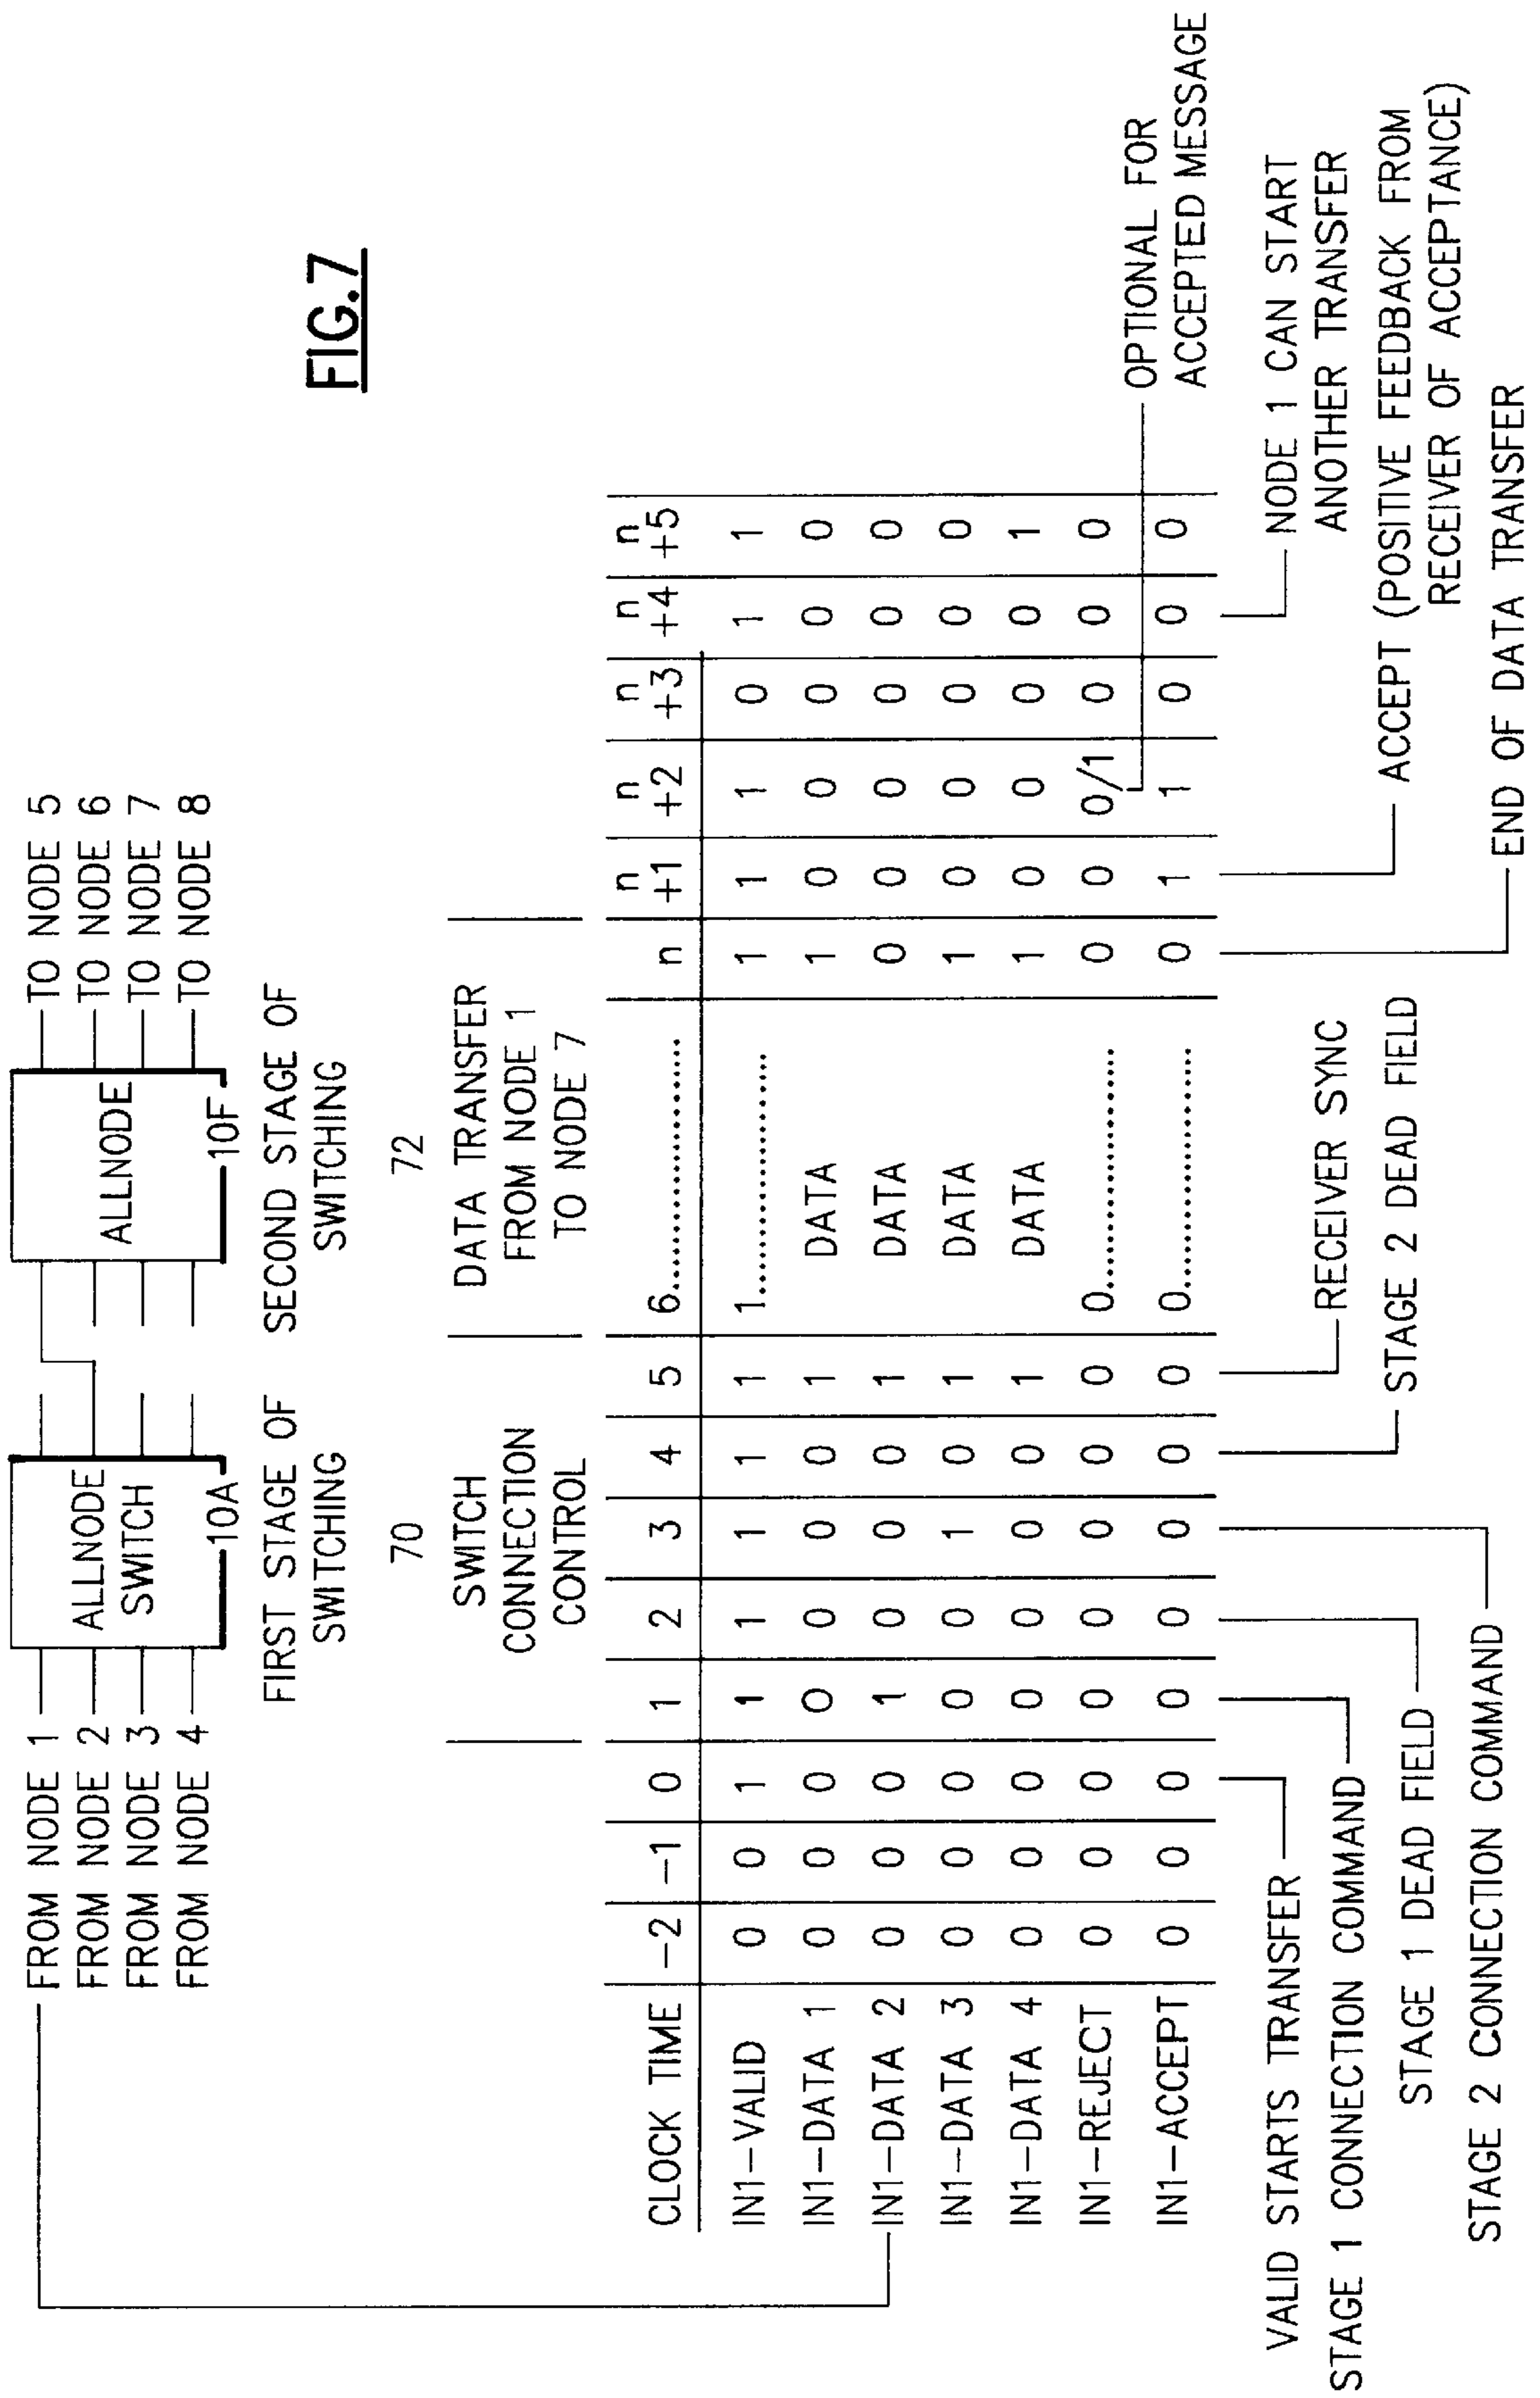 FIG.7
FROM NODE 1
FROM NODE 2
FROM NODE 3
FROM NODE 4
ALLNODE
SWITCH
10A
ALLNODE
10F
TO NODE 5
TO NODE 6
TO NODE 7
TO NODE 8
FIRST STAGE OF
SWITCHING
SECOND STAGE OF
SWITCHING
70
SWITCH
CONNECTION
CONTROL
72
DATA TRANSFER
FROM NODE 1
TO NODE 7
CLOCK TIME -2 -1 0 1 2 3 4 5 6.............. n n+1 n+2 n+3 n+4 n+5
IN1-VALID 0 0 1 1 1 1 1 1 1.............. 1 1 1 0 1 1
IN1-DATA 1 0 0 0 0 0 0 0 1 DATA 1 0 0 0 0 0
IN1-DATA 2 0 0 0 1 0 0 0 1 DATA 0 0 0 0 0 0
IN1-DATA 3 0 0 0 0 0 1 0 1 DATA 1 0 0 0 0 0
IN1-DATA 4 0 0 0 0 0 0 0 1 DATA 1 0 0 0 0 1
IN1-REJECT 0 0 0 0 0 0 0 0 0.............. 0 0 0/1 0 0 0
IN1-ACCEPT 0 0 0 0 0 0 0 0 0.............. 0 1 1 0 0 0
OPTIONAL FOR
ACCEPTED MESSAGE
VALID STARTS TRANSFER
STAGE 1 CONNECTION COMMAND
STAGE 1 DEAD FIELD
STAGE 2 CONNECTION COMMAND
RECEIVER SYNC
STAGE 2 DEAD FIELD
NODE 1 CAN START
ANOTHER TRANSFER
ACCEPT (POSITIVE FEEDBACK FROM
RECEIVER OF ACCEPTANCE)
END OF DATA TRANSFER